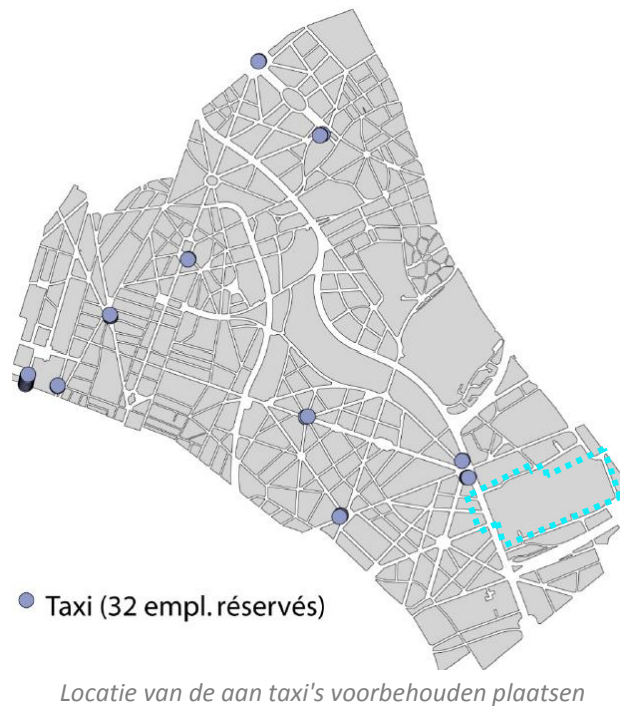 Taxi (32 empl. réservés)
Locatie van de aan taxi's voorbehouden plaatsen